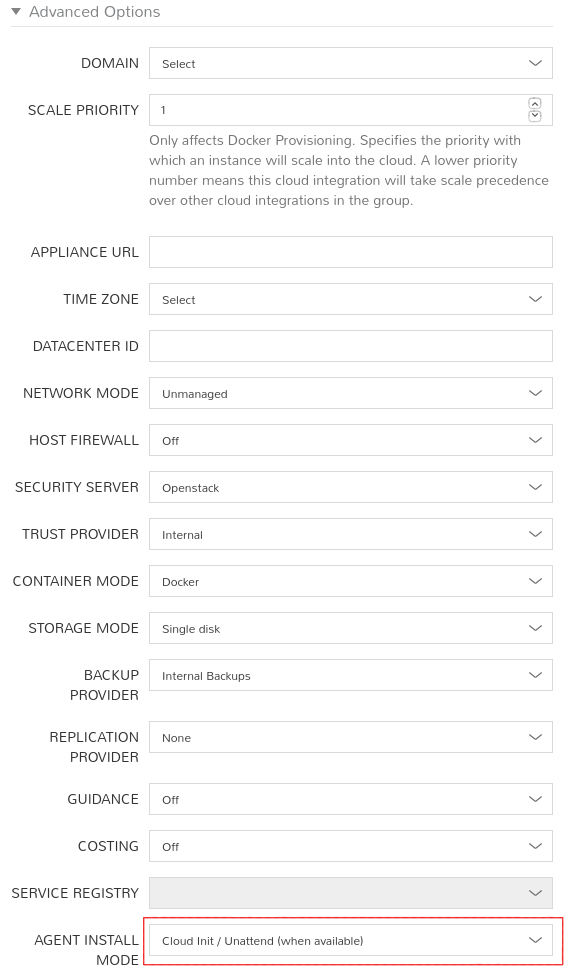 Advanced Options
DOMAIN Select
SCALE PRIORITY 1
Only affects Docker Provisioning. Specifies the priority with
which an instance will scale into the cloud. A lower priority
number means this cloud integration will take scale precedence
over other cloud integrations in the group.
APPLIANCE URL
TIME ZONE Select
DATACENTER ID
NETWORK MODE Unmanaged
HOST FIREWALL Off
SECURITY SERVER Openstack
TRUST PROVIDER Internal
CONTAINER MODE Docker
STORAGE MODE Single disk
BACKUP Internal Backups
PROVIDER
REPLICATION None
PROVIDER
GUIDANCE Off
COSTING Off
SERVICE REGISTRY
AGENT INSTALL Cloud Init / Unattend (when available)
MODE